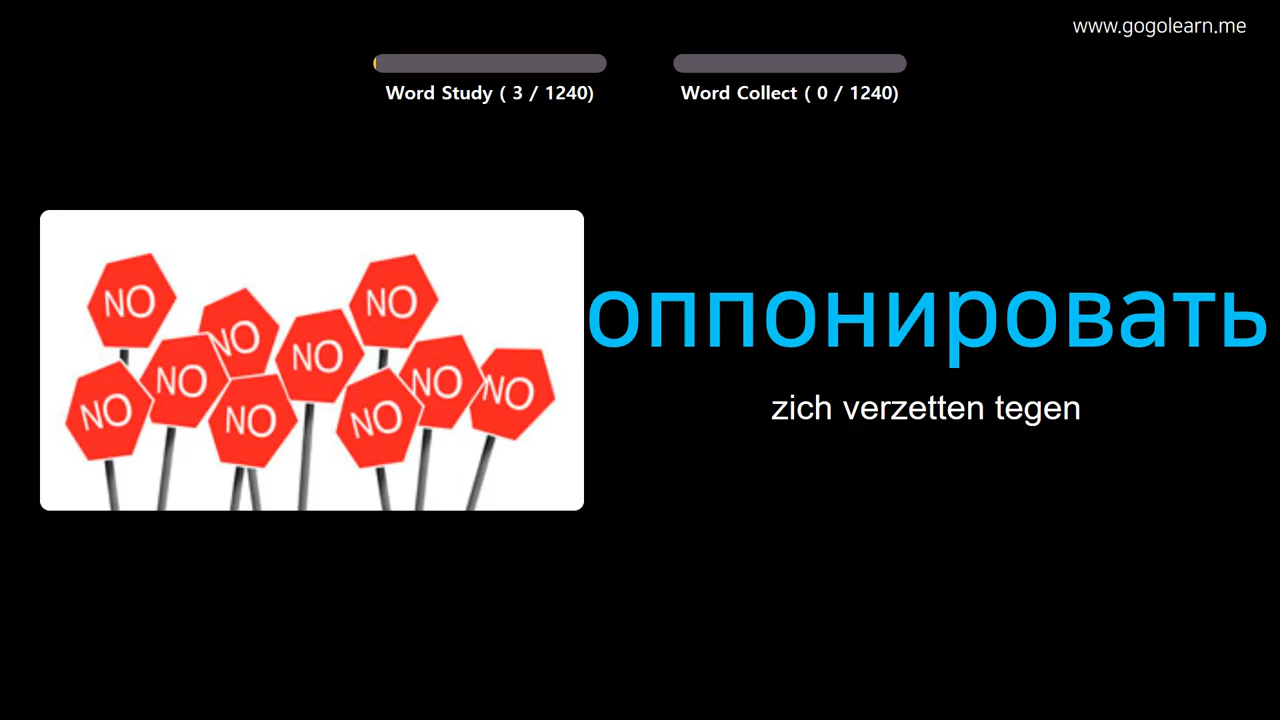 www.gogolearn.me
Word Study ( 3 / 1240)
Word Collect ( 0 / 1240)
NO
NO
NO
NO
NO
NO
NO
NO
NO
NO
оппонировать
zich verzetten tegen